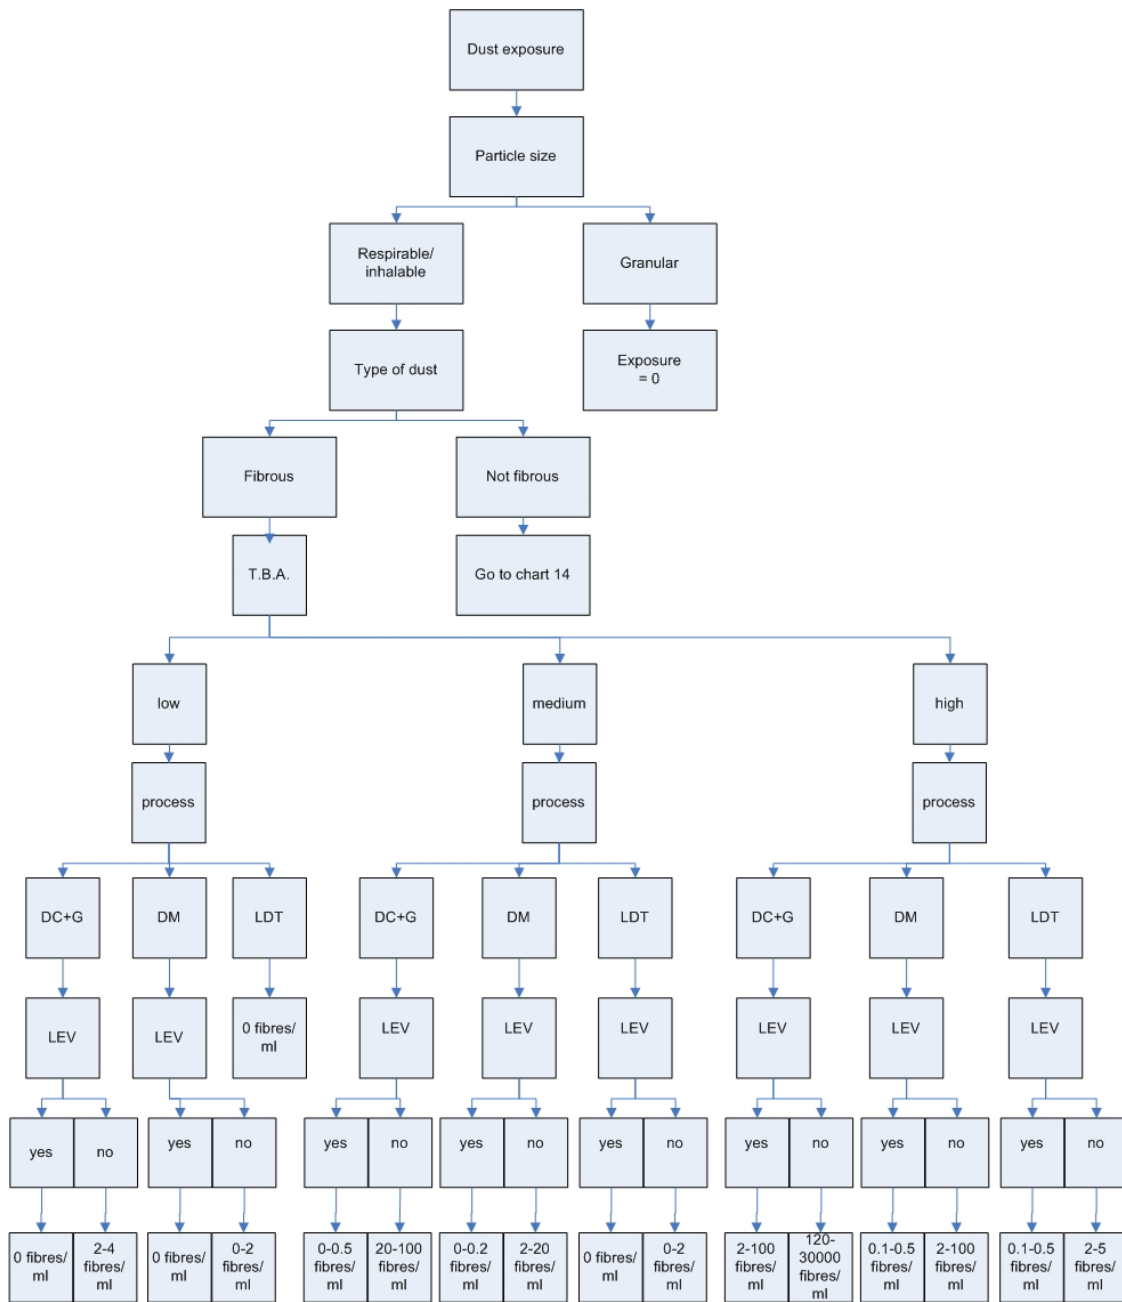 Dust exposure
Particle size
Respirable/
inhalable
Granular
Type of dust
Exposure
= 0
Fibrous
Not fibrous
T.B.A.
Go to chart 14
low
medium
high
process
process
process
DC+G
DM
LDT
DC+G
DM
LDT
DC+G
DM
LDT
LEV
LEV
0 fibres/
ml
LEV
LEV
LEV
LEV
LEV
LEV
yes
no
yes
no
yes
no
yes
no
yes
no
yes
no
yes
no
yes
no
0 fibres/
ml
2-4
fibres/
ml
0 fibres/
ml
0-2
fibres/
ml
0-0.5
fibres/
ml
20-100
fibres/
ml
0-0.2
fibres/
ml
2-20
fibres/
ml
0 fibres/
ml
0-2
fibres/
ml
2-100
fibres/
ml
120-
30000
fibres/
ml
0.1-0.5
fibres/
ml
2-100
fibres/
ml
0.1-0.5
fibres/
ml
2-5
fibres/
ml